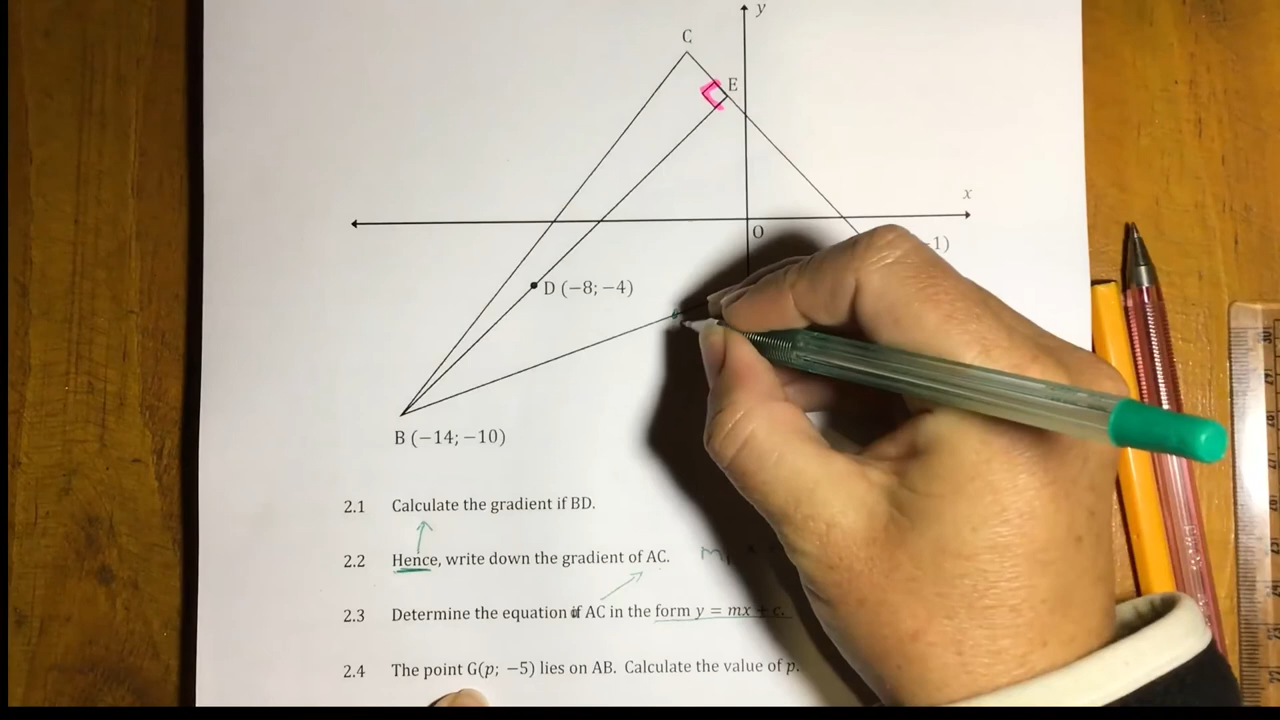 y
C
E
x
O
−1)
D (−8; −4)
B (−14; −10)
2.1 Calculate the gradient if BD.
2.2 Hence, write down the gradient of AC. m
2.3 Determine the equation of AC in the form y = mx + c.
2.4 The point G(p; −5) lies on AB. Calculate the value of p.